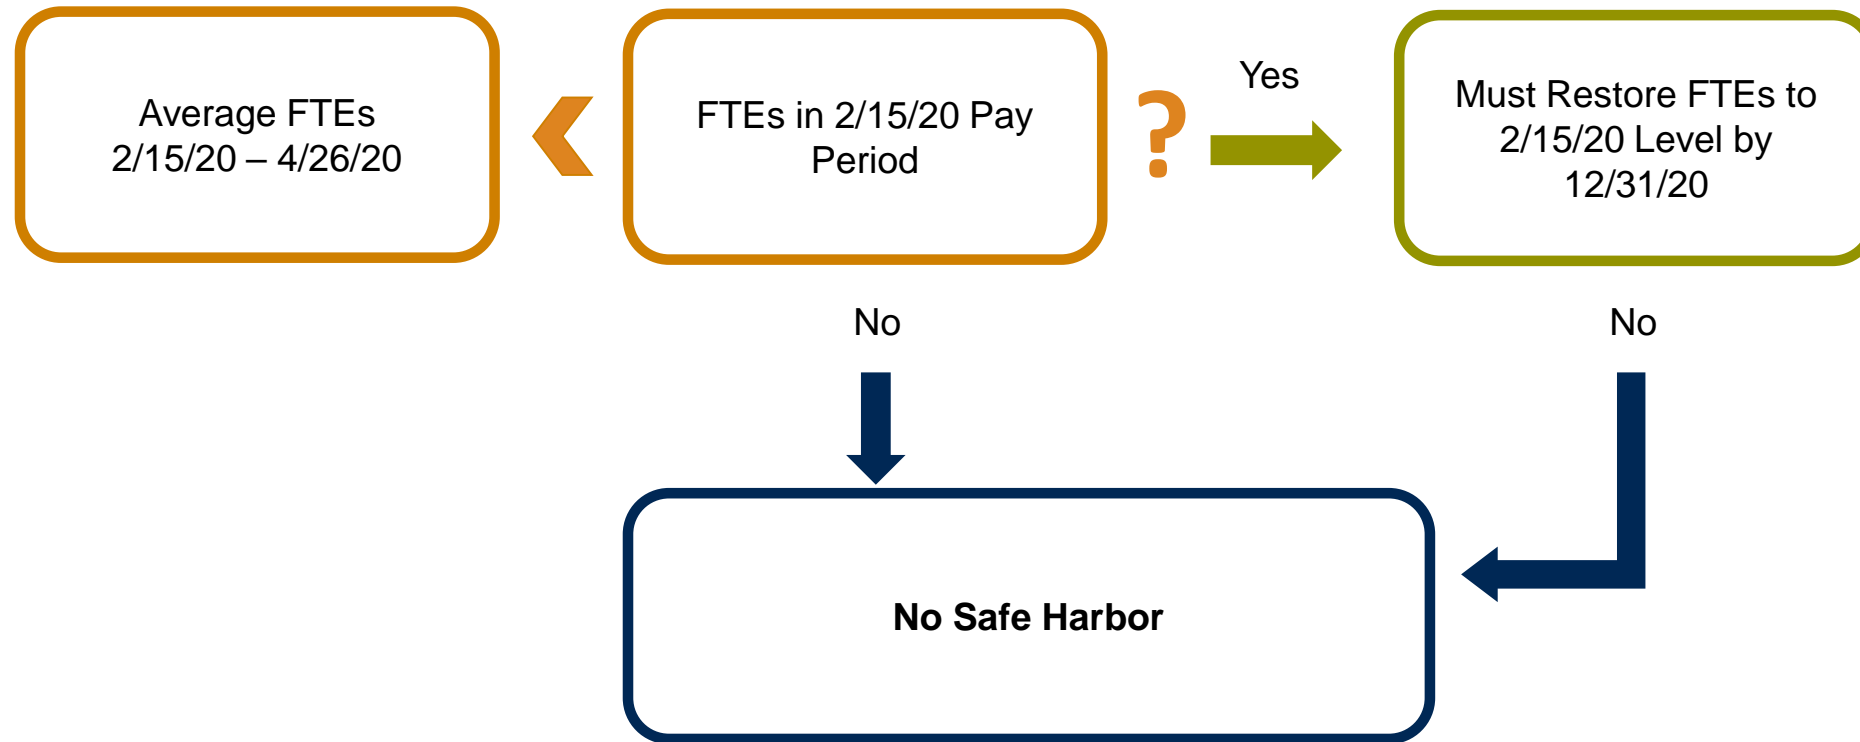 Average FTEs
2/15/20 – 4/26/20
<
FTEs in 2/15/20 Pay
Period
?
Yes
Must Restore FTEs to
2/15/20 Level by
12/31/20
No
No
No Safe Harbor